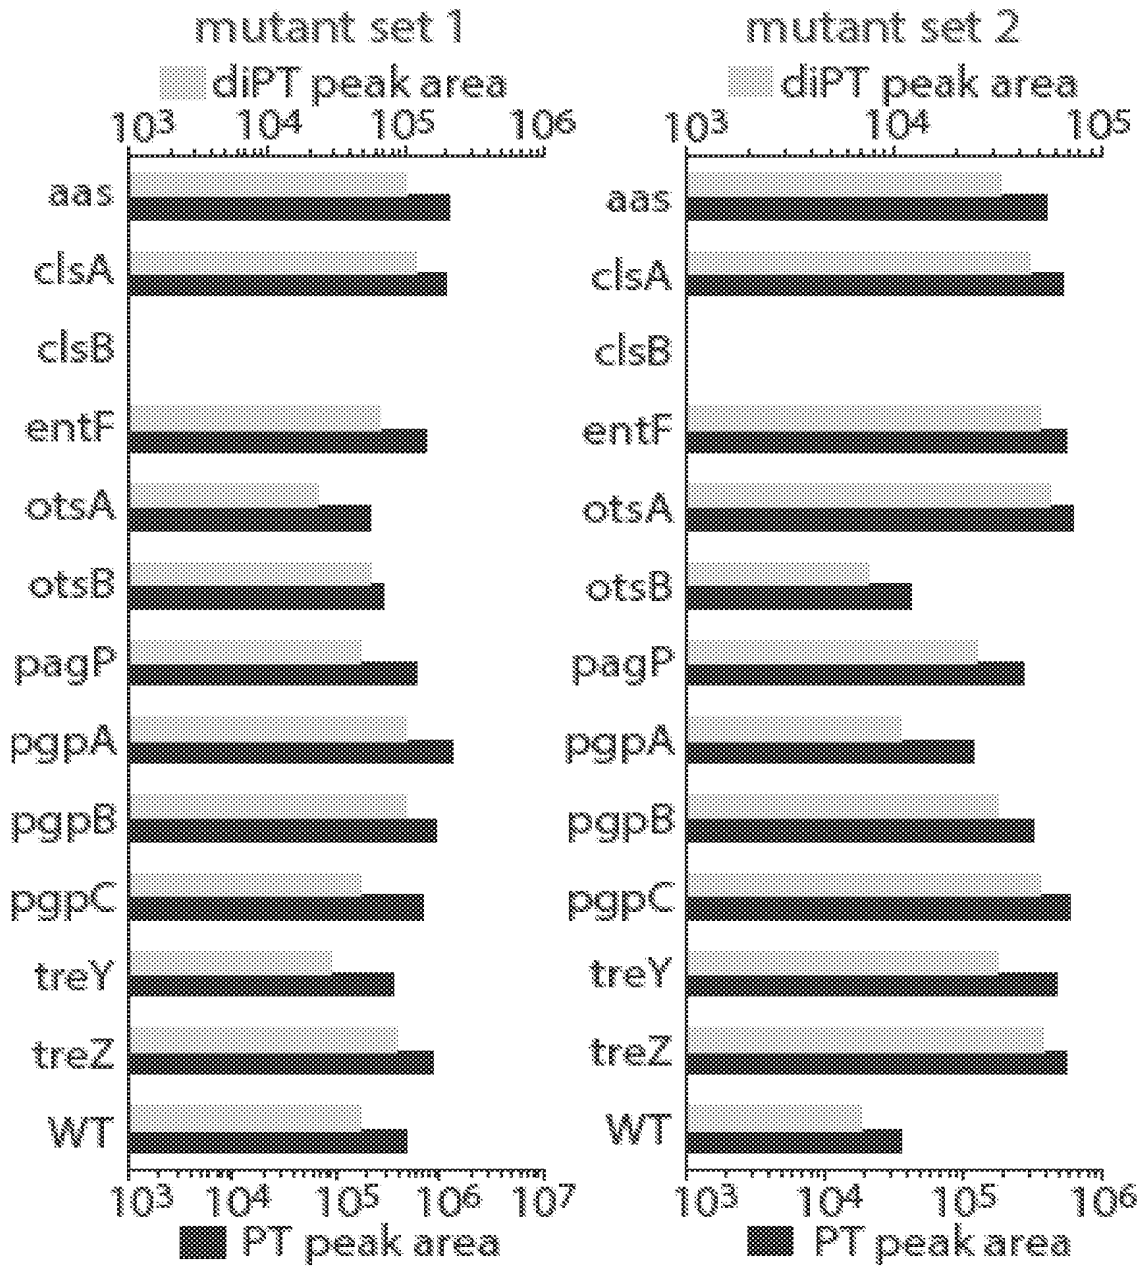 mutant set 1
diPT peak area
10³ 10⁴ 10⁵ 10⁶
aas
clsA
clsB
entF
otsA
otsB
pagP
pgpA
pgpB
pgpC
treY
treZ
WT
10³ 10⁴ 10⁵ 10⁶ 10⁷
PT peak area
mutant set 2
diPT peak area
10³ 10⁴ 10⁵
aas
clsA
clsB
entF
otsA
otsB
pagP
pgpA
pgpB
pgpC
treY
treZ
WT
10³ 10⁴ 10⁵ 10⁶
PT peak area